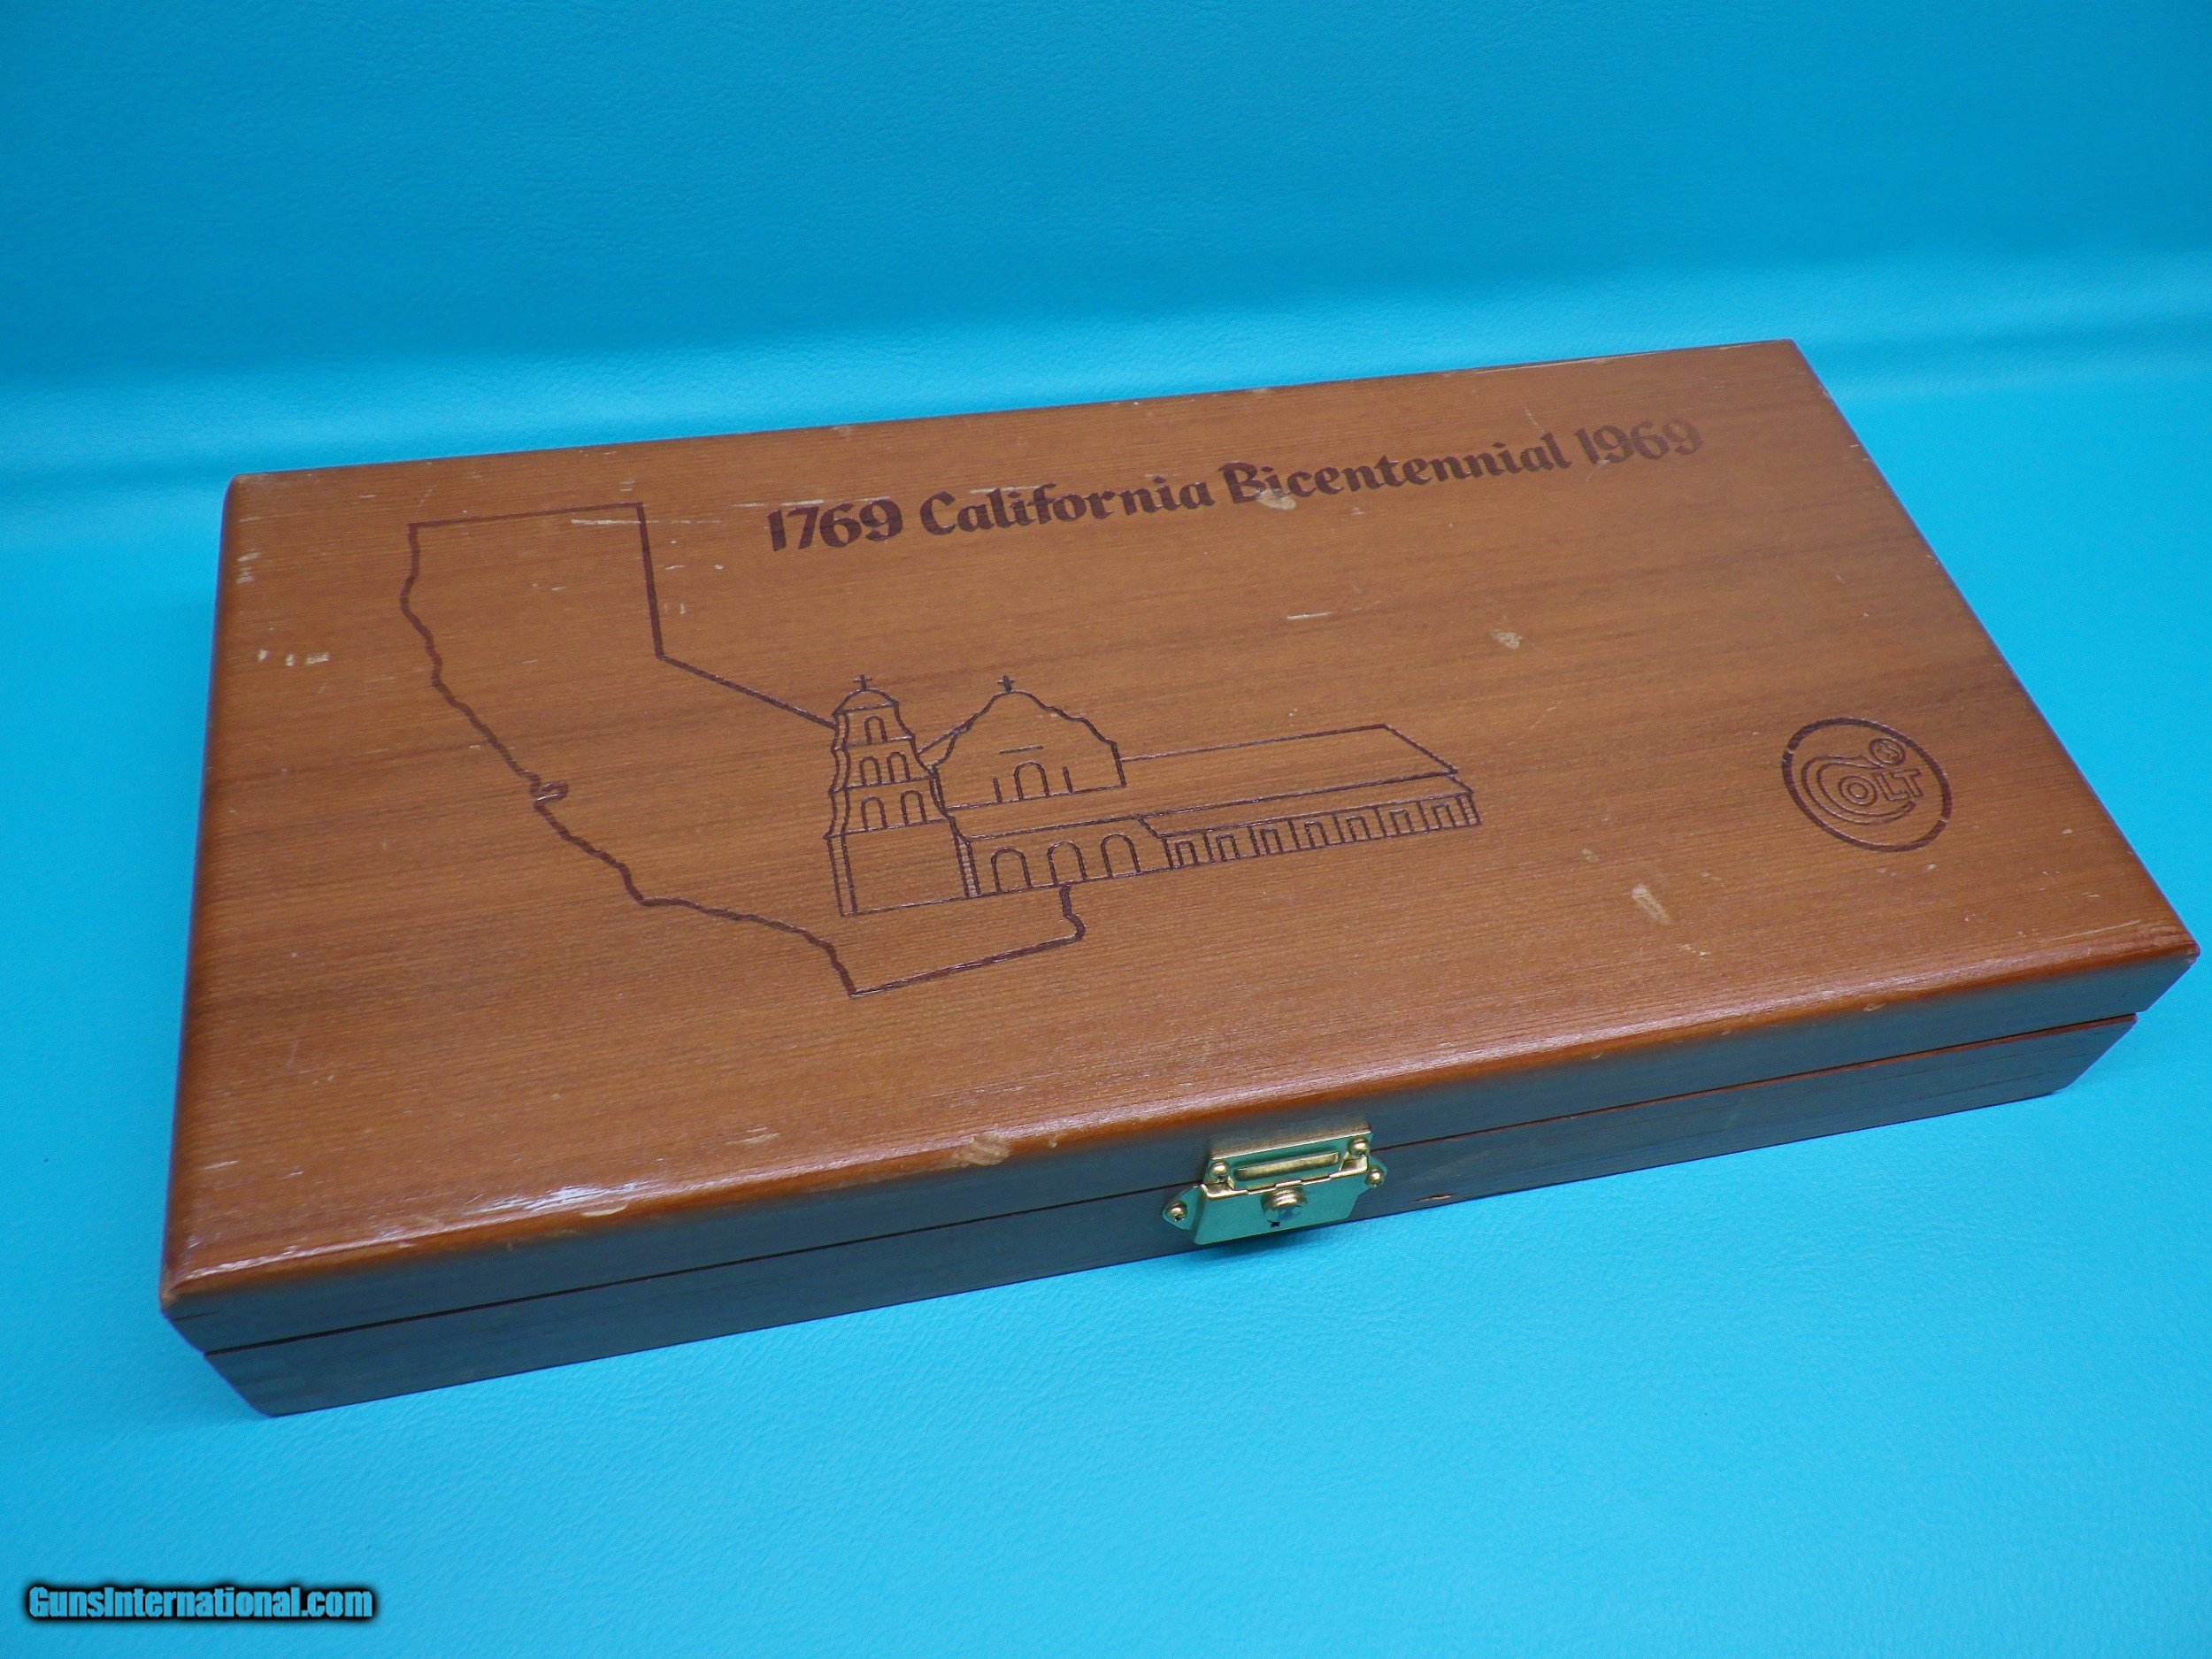 1769 California Bicentennial 1969
COLT
GunsInternational.com